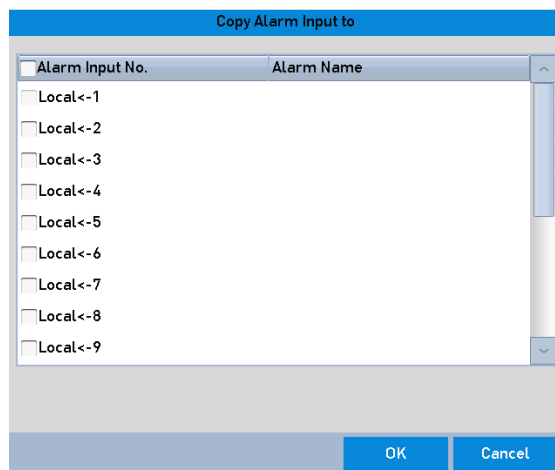 Copy Alarm Input to
Alarm Input No. Alarm Name
Local<-1
Local<-2
Local<-3
Local<-4
Local<-5
Local<-6
Local<-7
Local<-8
Local<-9
OK Cancel